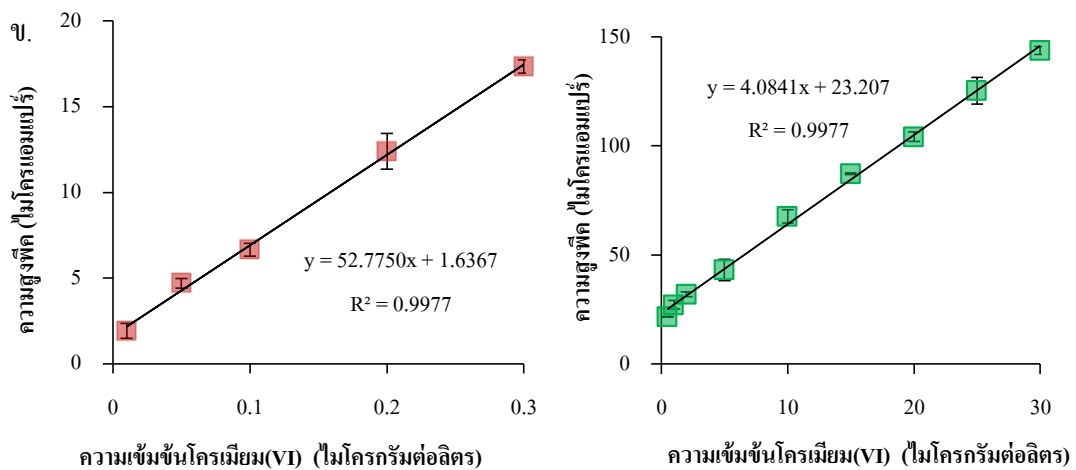 ข.
20
15
10
5
0
ความสูงพีค (ไมโครแอมแปร์)
y = 52.7750x + 1.6367
R² = 0.9977
0 0.1 0.2 0.3
ความเข้มข้นโครเมียม(VI) (ไมโครกรัมต่อลิตร)
150
100
50
0
ความสูงพีค (ไมโครแอมแปร์)
y = 4.0841x + 23.207
R² = 0.9977
0 10 20 30
ความเข้มข้นโครเมียม(VI) (ไมโครกรัมต่อลิตร)